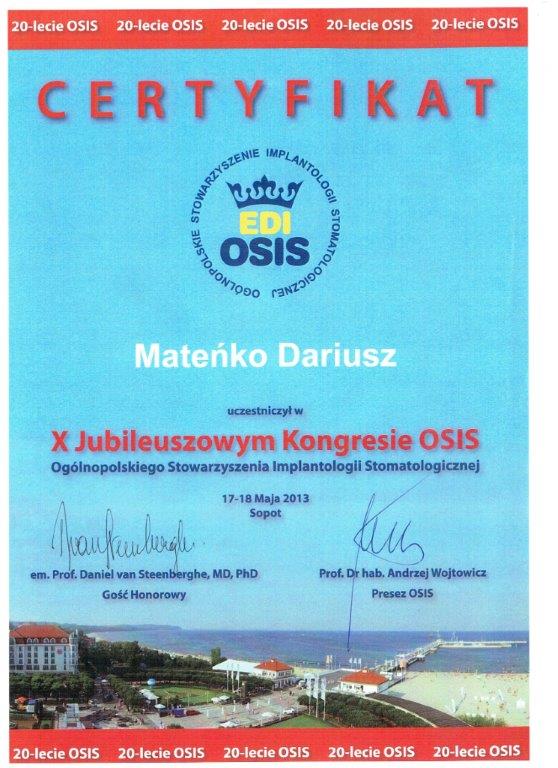 20-lecie OSIS 20-lecie OSIS 20-lecie OSIS 20-lecie OSIS 20-lecie OSIS
CERTYFIKAT
OGÓLNOPOLSKIE STOWARZYSZENIE IMPLANTOLOGII STOMATOLOGICZNEJ
EDI
OSIS
Mateńko Dariusz
uczestniczył w
X Jubileuszowym Kongresie OSIS
Ogólnopolskiego Stowarzyszenia Implantologii Stomatologicznej
17-18 Maja 2013
Sopot
em. Prof. Daniel van Steenberghe, MD, PhD
Gość Honorowy
Prof. Dr hab. Andrzej Wojtowicz
Presez OSIS
20-lecie OSIS 20-lecie OSIS 20-lecie OSIS 20-lecie OSIS 20-lecie OSIS